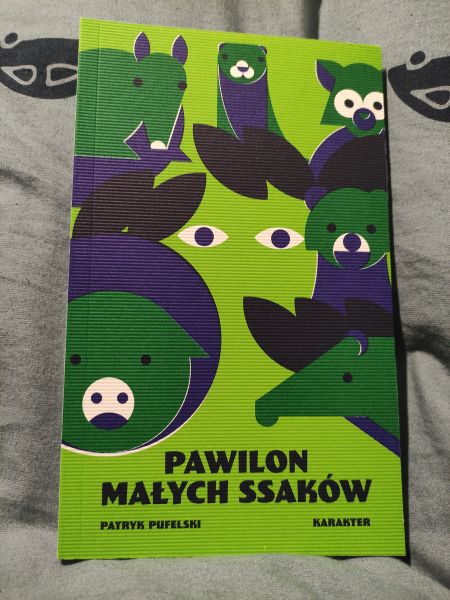 PAWILON
MAŁYCH SSAKÓW
PATRYK PUFELSKI KARAKTER